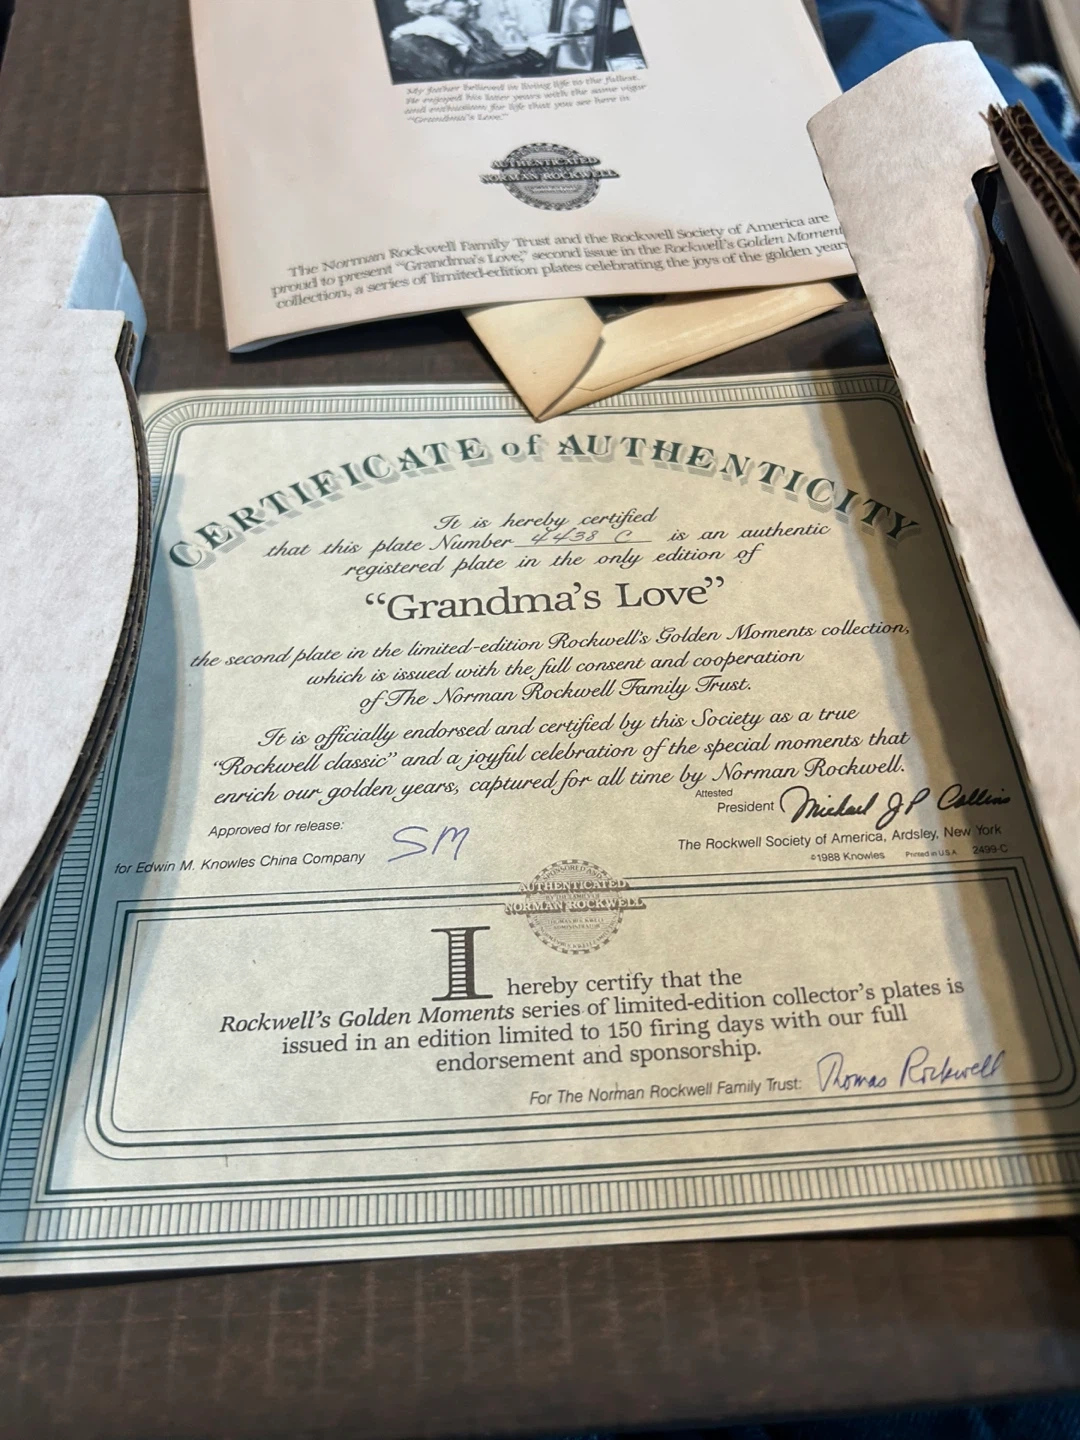 My father believed in living life to the fullest.
He enjoyed his later years with the same vigor
and enthusiasm for life that you see here in
"Grandma's Love."
AUTHENTICATED
NORMAN ROCKWELL
The Norman Rockwell Family Trust and the Rockwell Society of America are
proud to present "Grandma's Love," second issue in the Rockwell's Golden Moment
collection, a series of limited-edition plates celebrating the joys of the golden year
CERTIFICATE of AUTHENTICITY
It is hereby certified
that this plate Number 4438 C is an authentic
registered plate in the only edition of
"Grandma's Love"
the second plate in the limited-edition Rockwell's Golden Moments collection,
which is issued with the full consent and cooperation
of The Norman Rockwell Family Trust.
It is officially endorsed and certified by this Society as a true
"Rockwell classic" and a joyful celebration of the special moments that
enrich our golden years, captured for all time by Norman Rockwell.
Attested
President Michael J P Collins
Approved for release:
for Edwin M. Knowles China Company SM
The Rockwell Society of America, Ardsley, New York
©1988 Knowles Printed in U.S.A. 2499-C
SPONSORED AND
AUTHENTICATED
NORMAN ROCKWELL
ADMINISTRATOR
I hereby certify that the
Rockwell's Golden Moments series of limited-edition collector's plates is
issued in an edition limited to 150 firing days with our full
endorsement and sponsorship.
For The Norman Rockwell Family Trust: Thomas Rockwell